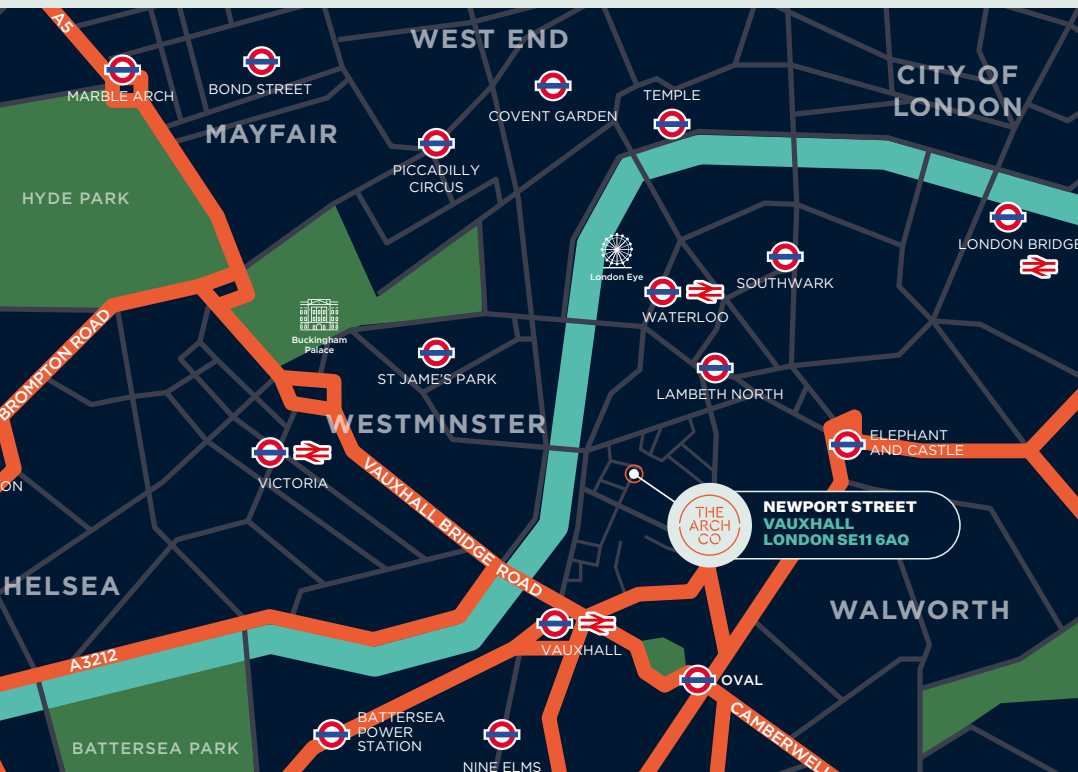 A5
WEST END
MARBLE ARCH
BOND STREET
COVENT GARDEN
TEMPLE
CITY OF
LONDON
MAYFAIR
PICCADILLY
CIRCUS
HYDE PARK
LONDON BRIDGE
London Eye
SOUTHWARK
WATERLOO
Buckingham
Palace
BROMPTON ROAD
ST JAME'S PARK
LAMBETH NORTH
WESTMINSTER
ELEPHANT
AND CASTLE
VICTORIA
ON
VAUXHALL BRIDGE ROAD
THE
ARCH
CO
NEWPORT STREET
VAUXHALL
LONDON SE11 6AQ
HELSEA
WALWORTH
A3212
VAUXHALL
OVAL
CAMBERWELL
BATTERSEA
POWER
STATION
BATTERSEA PARK
NINE ELMS